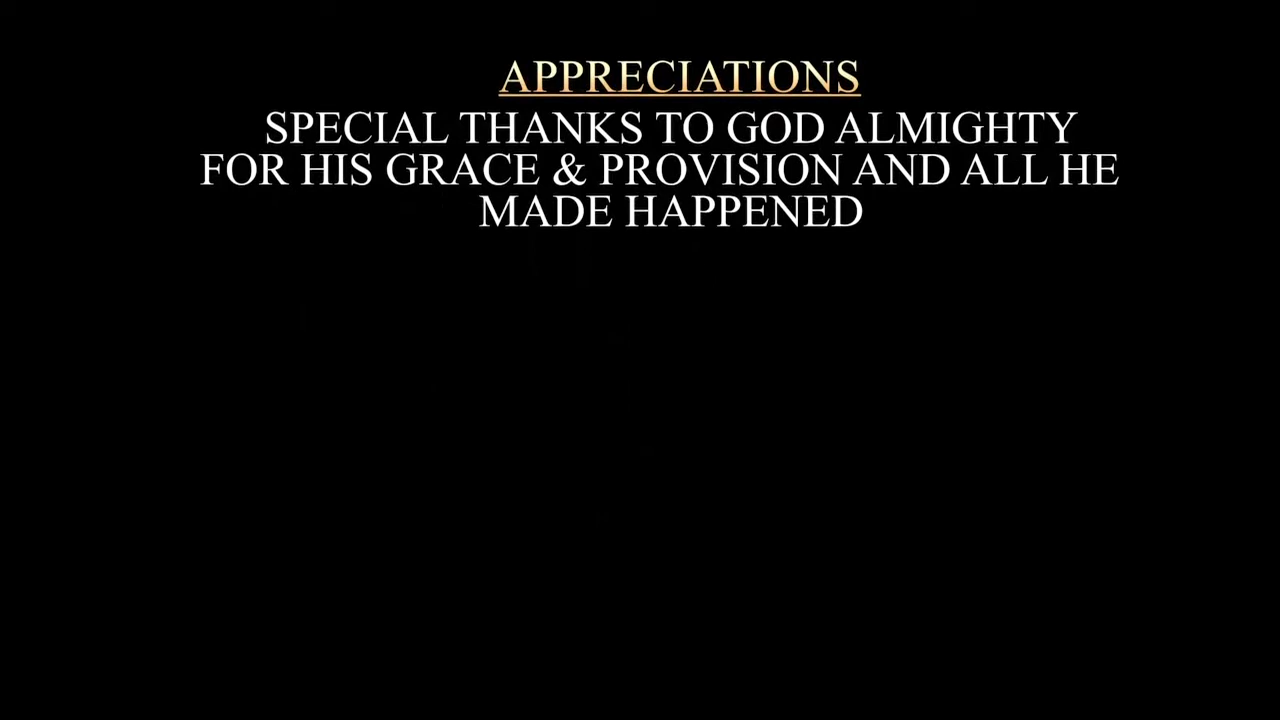 APPRECIATIONS
SPECIAL THANKS TO GOD ALMIGHTY
FOR HIS GRACE & PROVISION AND ALL HE
MADE HAPPENED